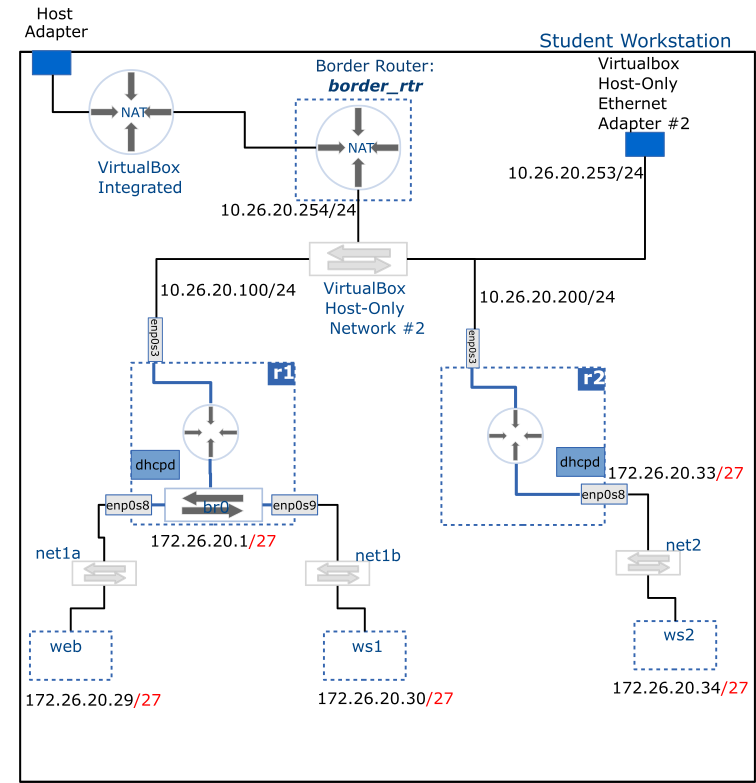 Host
Adapter
Student Workstation
Border Router:
border_rtr
Virtualbox
Host-Only
Ethernet
Adapter #2
NAT
NAT
VirtualBox
Integrated
10.26.20.253/24
10.26.20.254/24
10.26.20.100/24
VirtualBox
Host-Only
Network #2
10.26.20.200/24
enp0s3
enp0s3
r1
r2
dhcpd
dhcpd
172.26.20.33/27
enp0s8
br0
enp0s9
enp0s8
172.26.20.1/27
net1a
net1b
net2
web
ws1
ws2
172.26.20.29/27
172.26.20.30/27
172.26.20.34/27